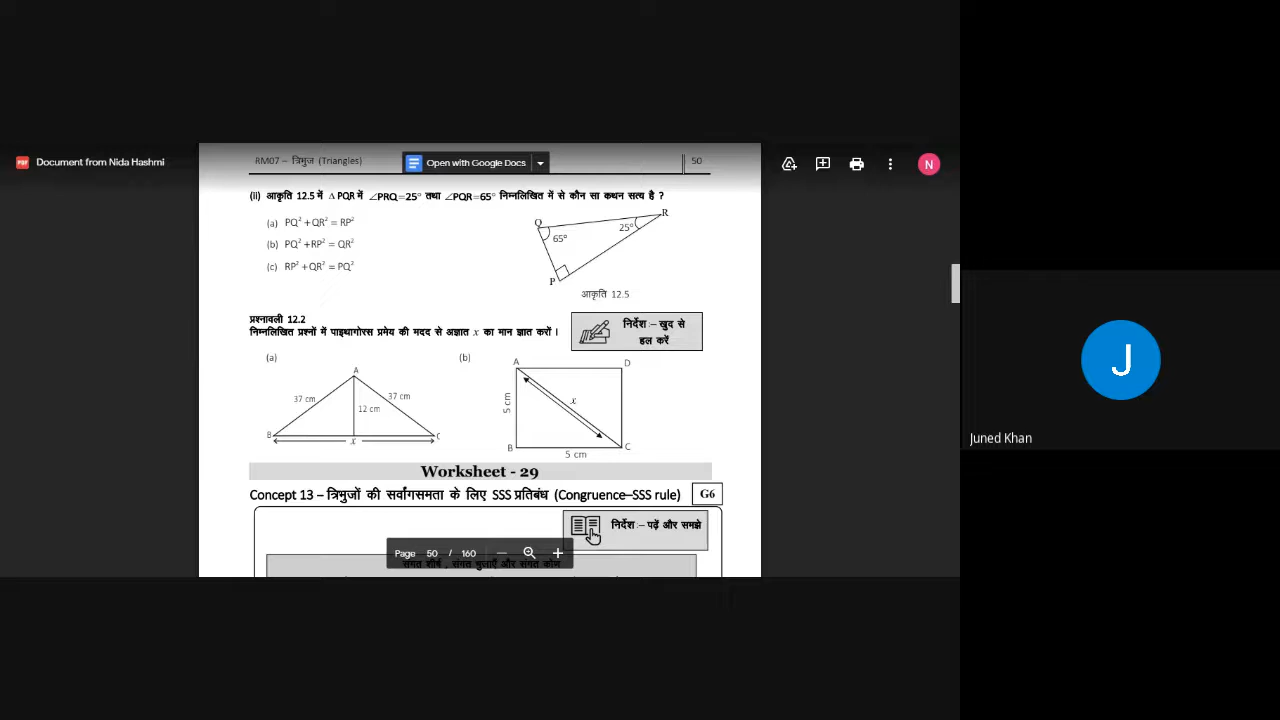 Document from Nida Hashmi
RM07 – त्रिभुज (Triangles)
Open with Google Docs
50
N
(ii) आकृति 12.5 में Δ PQR में ∠PRQ=25° तथा ∠PQR=65° निम्नलिखित में से कौन सा कथन सत्य है ?
(a) PQ² +QR² = RP²
(b) PQ² +RP² = QR²
(c) RP² +QR² = PQ²
Q
R
65°
25°
P
आकृति 12.5
प्रश्नावली 12.2
निम्नलिखित प्रश्नों में पाइथागोरस प्रमेय की मदद से अज्ञात x का मान ज्ञात करों ।
निर्देश :– खुद से
हल करें
(a)
A
37 cm
37 cm
12 cm
B
C
x
(b)
A
D
5 cm
x
B
C
5 cm
Worksheet - 29
Concept 13 – त्रिभुजों की सर्वांगसमता के लिए SSS प्रतिबंध (Congruence–SSS rule)
G6
निर्देश :– पढ़ें और समझे
Page 50 / 160
संगत शीर्ष , संगत भुजाएँ और संगत कोण
J
Juned Khan